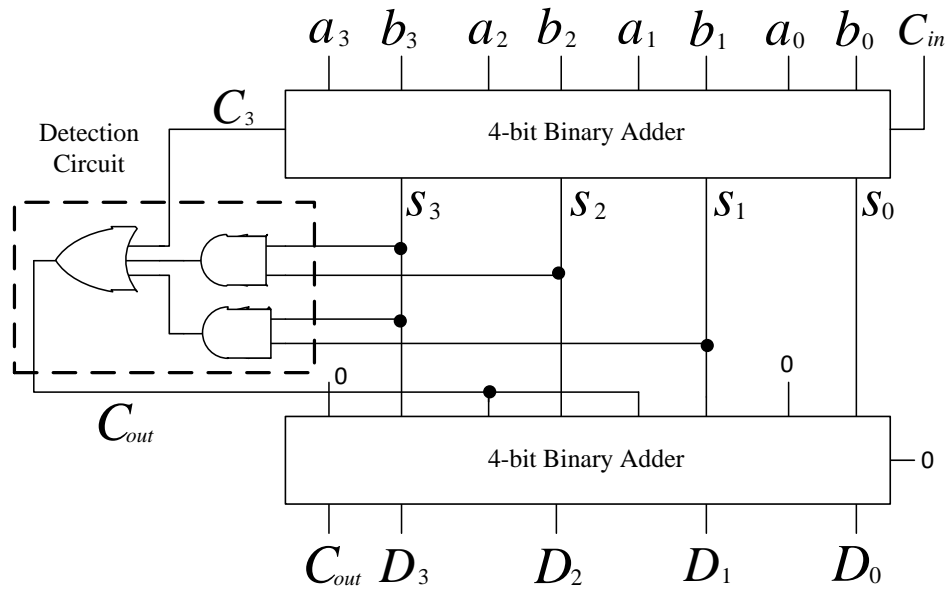 a₃ b₃ a₂ b₂ a₁ b₁ a₀ b₀ Cᵢₙ
C₃
Detection
Circuit
4-bit Binary Adder
s₃ s₂ s₁ s₀
0
0
Cₒᵤₜ
4-bit Binary Adder
0
Cₒᵤₜ D₃ D₂ D₁ D₀